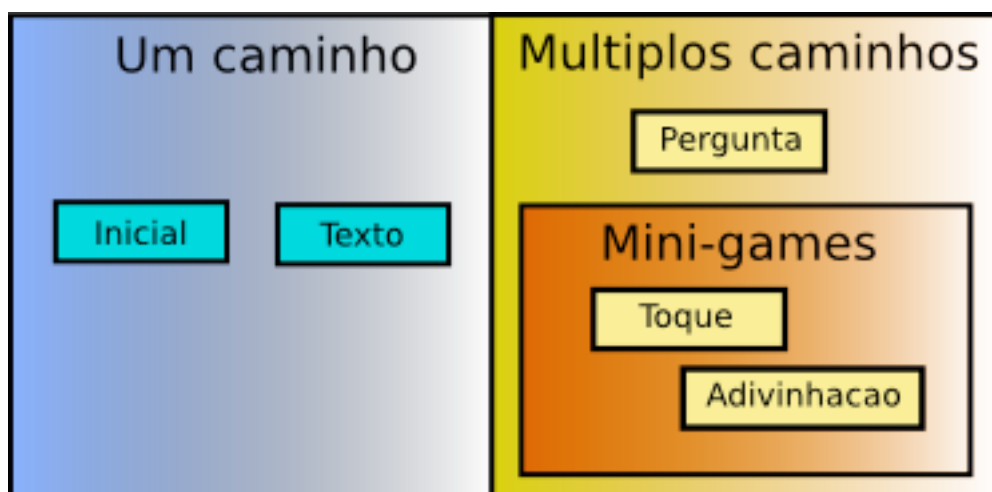 Um caminho
Inicial
Texto
Multiplos caminhos
Pergunta
Mini-games
Toque
Adivinhacao